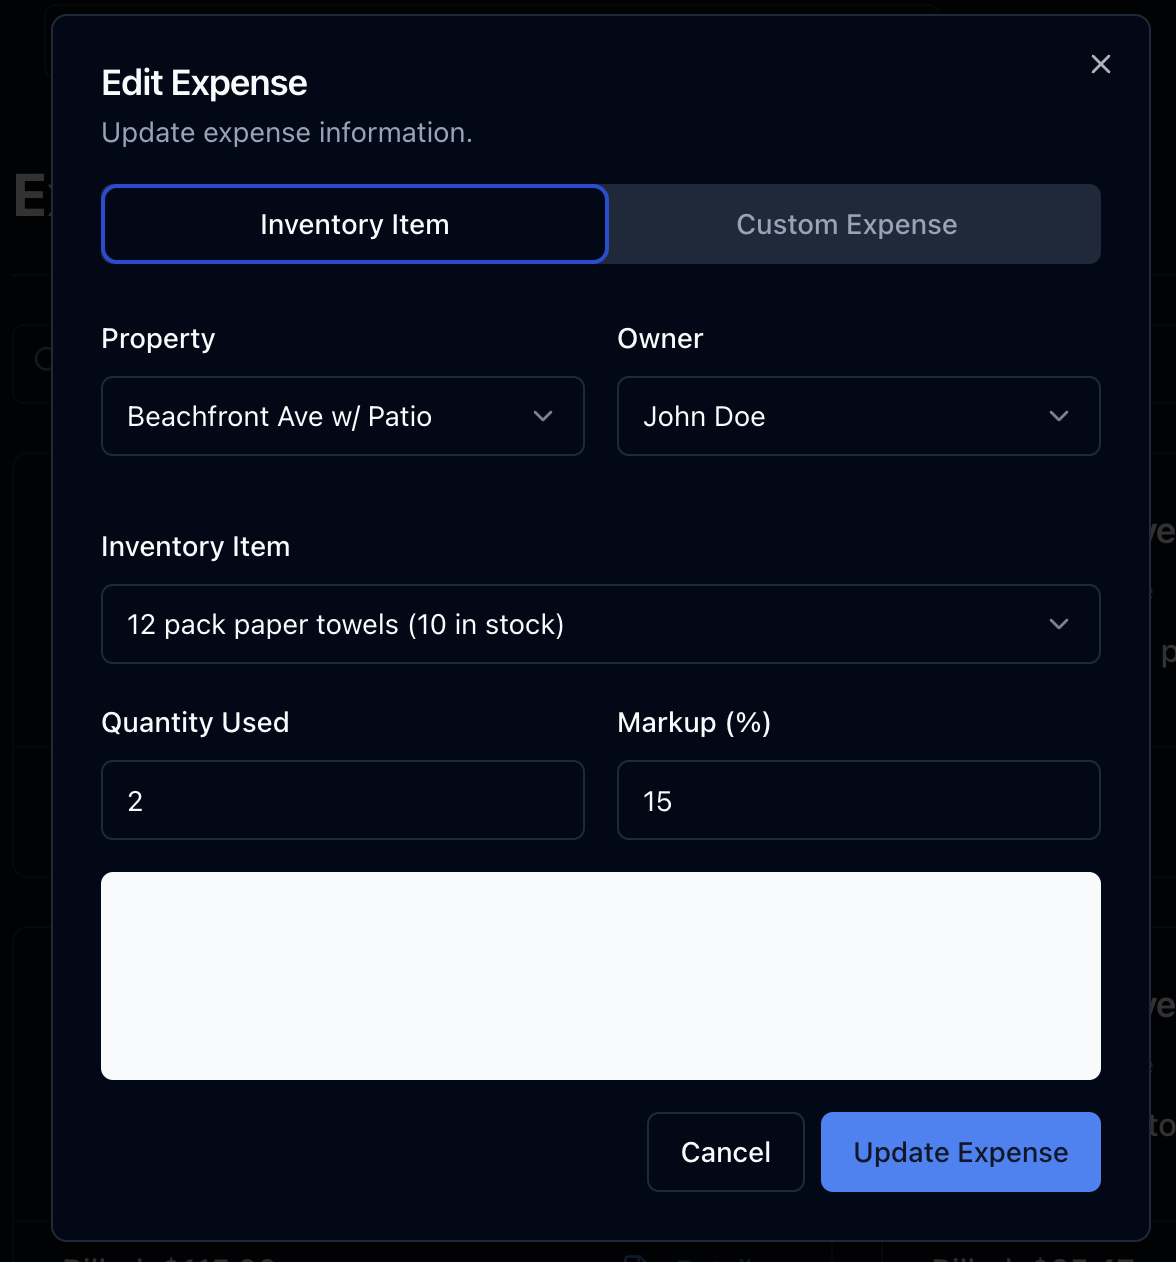 Edit Expense
Update expense information.
Inventory Item
Custom Expense
Property
Owner
Beachfront Ave w/ Patio
John Doe
Inventory Item
12 pack paper towels (10 in stock)
Quantity Used
Markup (%)
2
15
Cancel
Update Expense